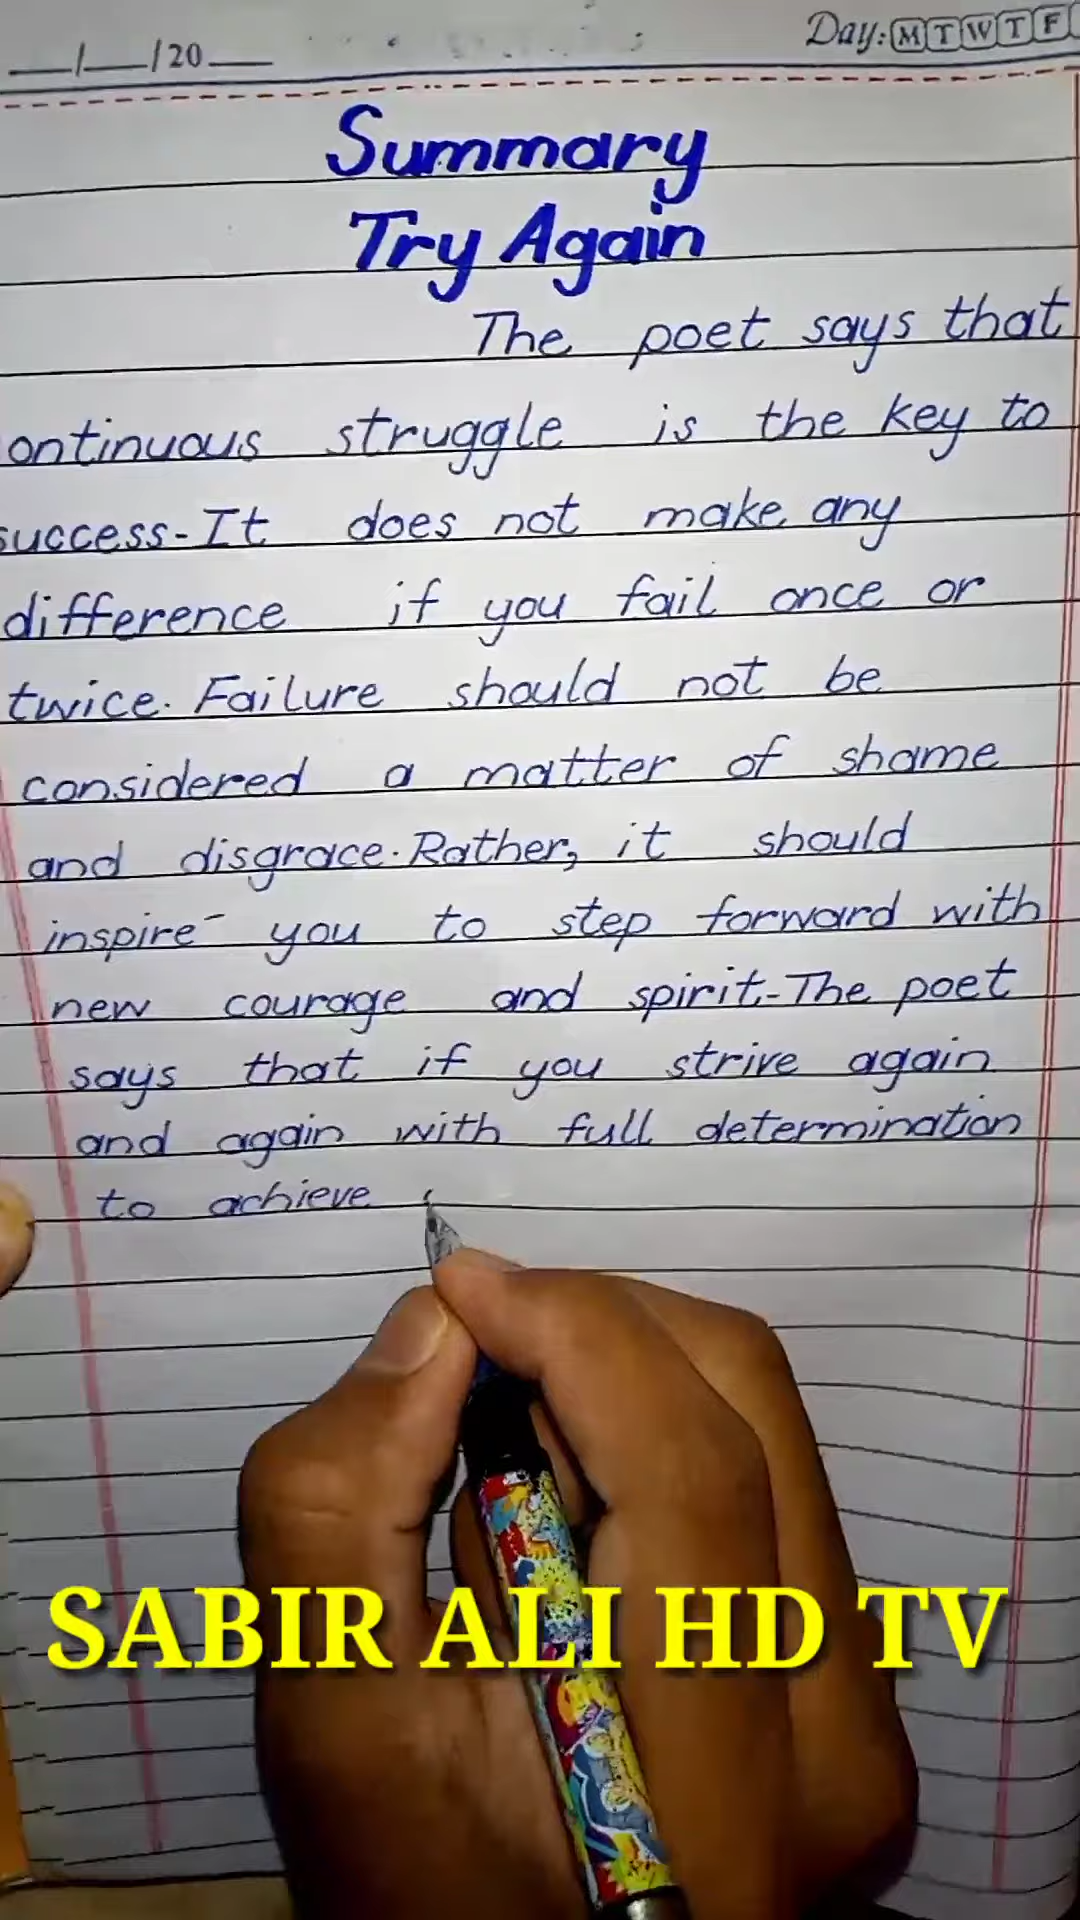 __/__/20__ Day: M T W T F
Summary
Try Again
The poet says that
ontinuous struggle is the key to
success. It does not make any
difference if you fail once or
twice. Failure should not be
considered a matter of shame
and disgrace. Rather, it should
inspire you to step forward with
new courage and spirit. The poet
says that if you strive again
and again with full determination
to achieve
SABIR ALI HD TV